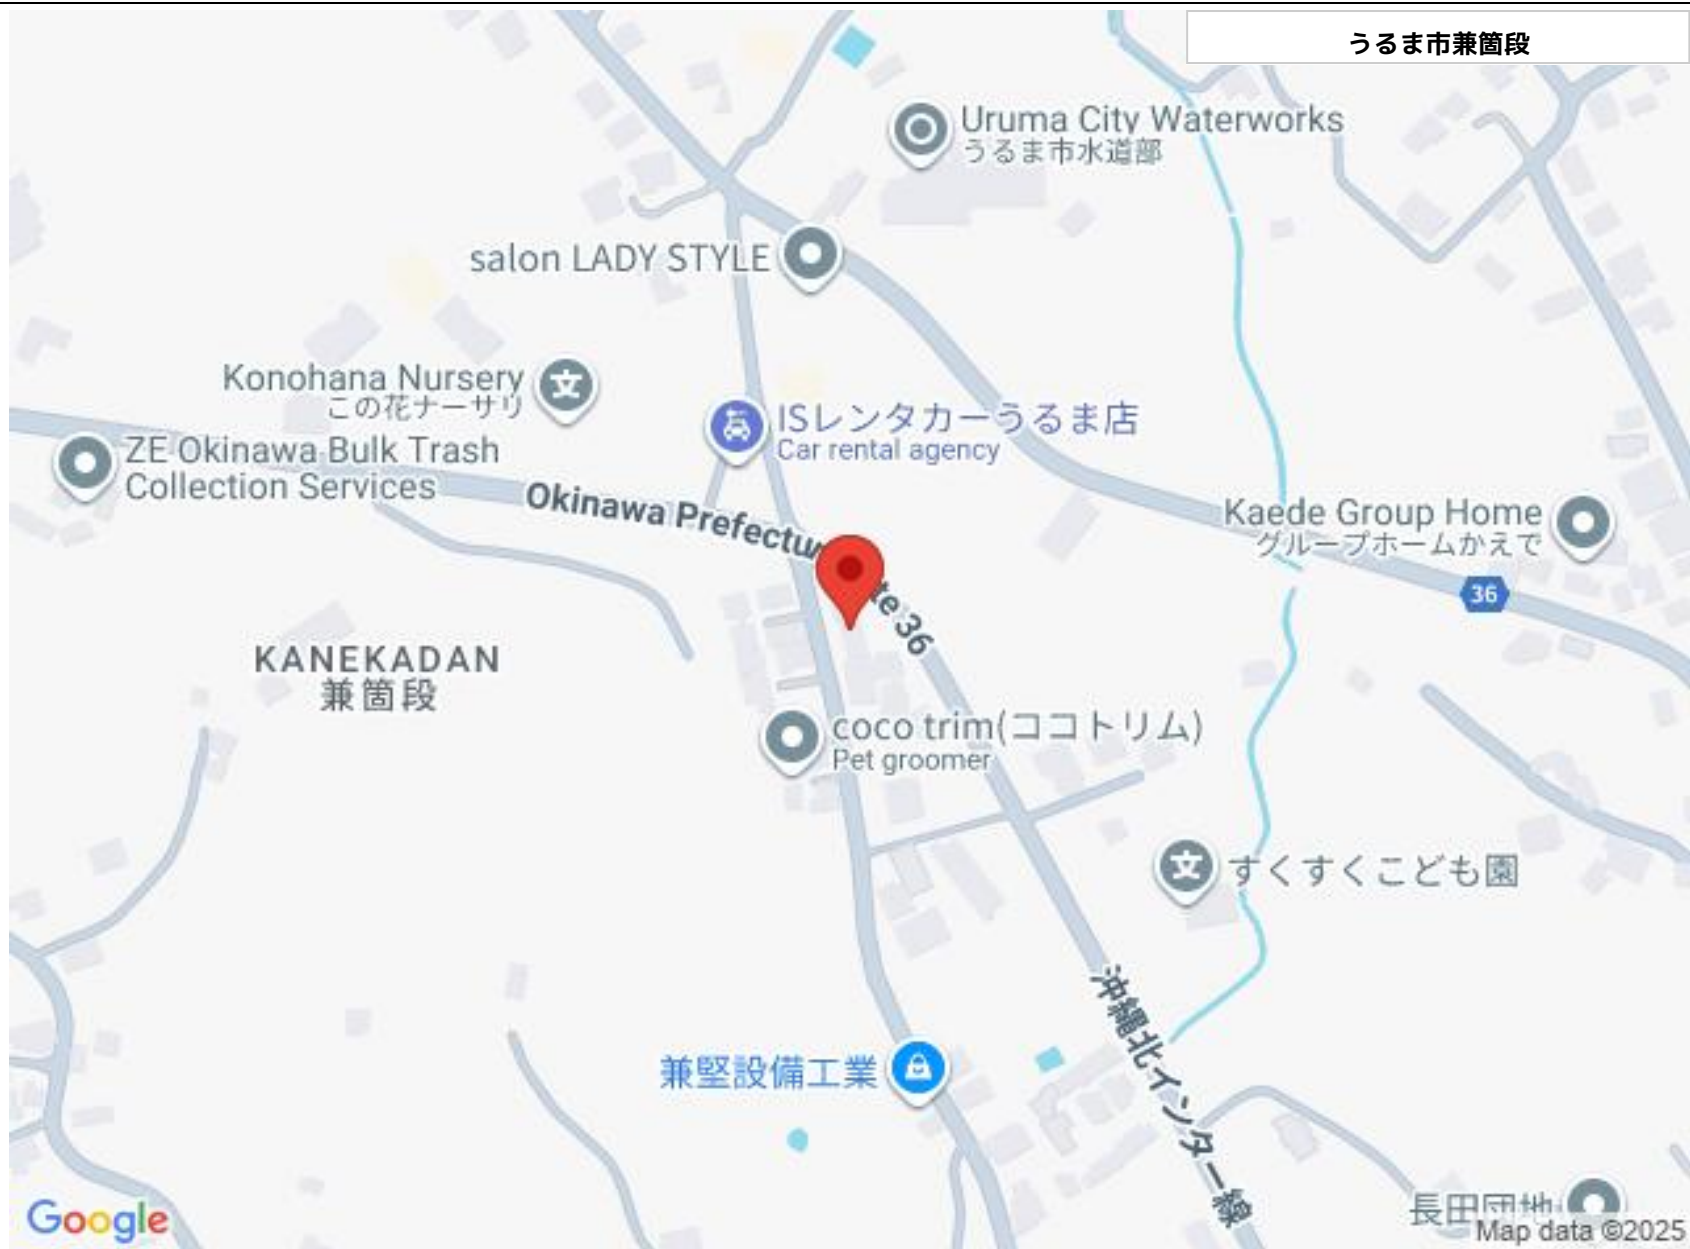 うるま市兼箇段
Uruma City Waterworks
うるま市水道部
salon LADY STYLE
Konohana Nursery
この花ナーサリ
ISレンタカーうるま店
Car rental agency
ZE Okinawa Bulk Trash
Collection Services
Okinawa Prefectur
te 36
Kaede Group Home
グループホームかえで
36
KANEKADAN
兼箇段
coco trim(ココトリム)
Pet groomer
すくすくこども園
沖縄北インター線
兼堅設備工業
長田団地
Google
Map data ©2025